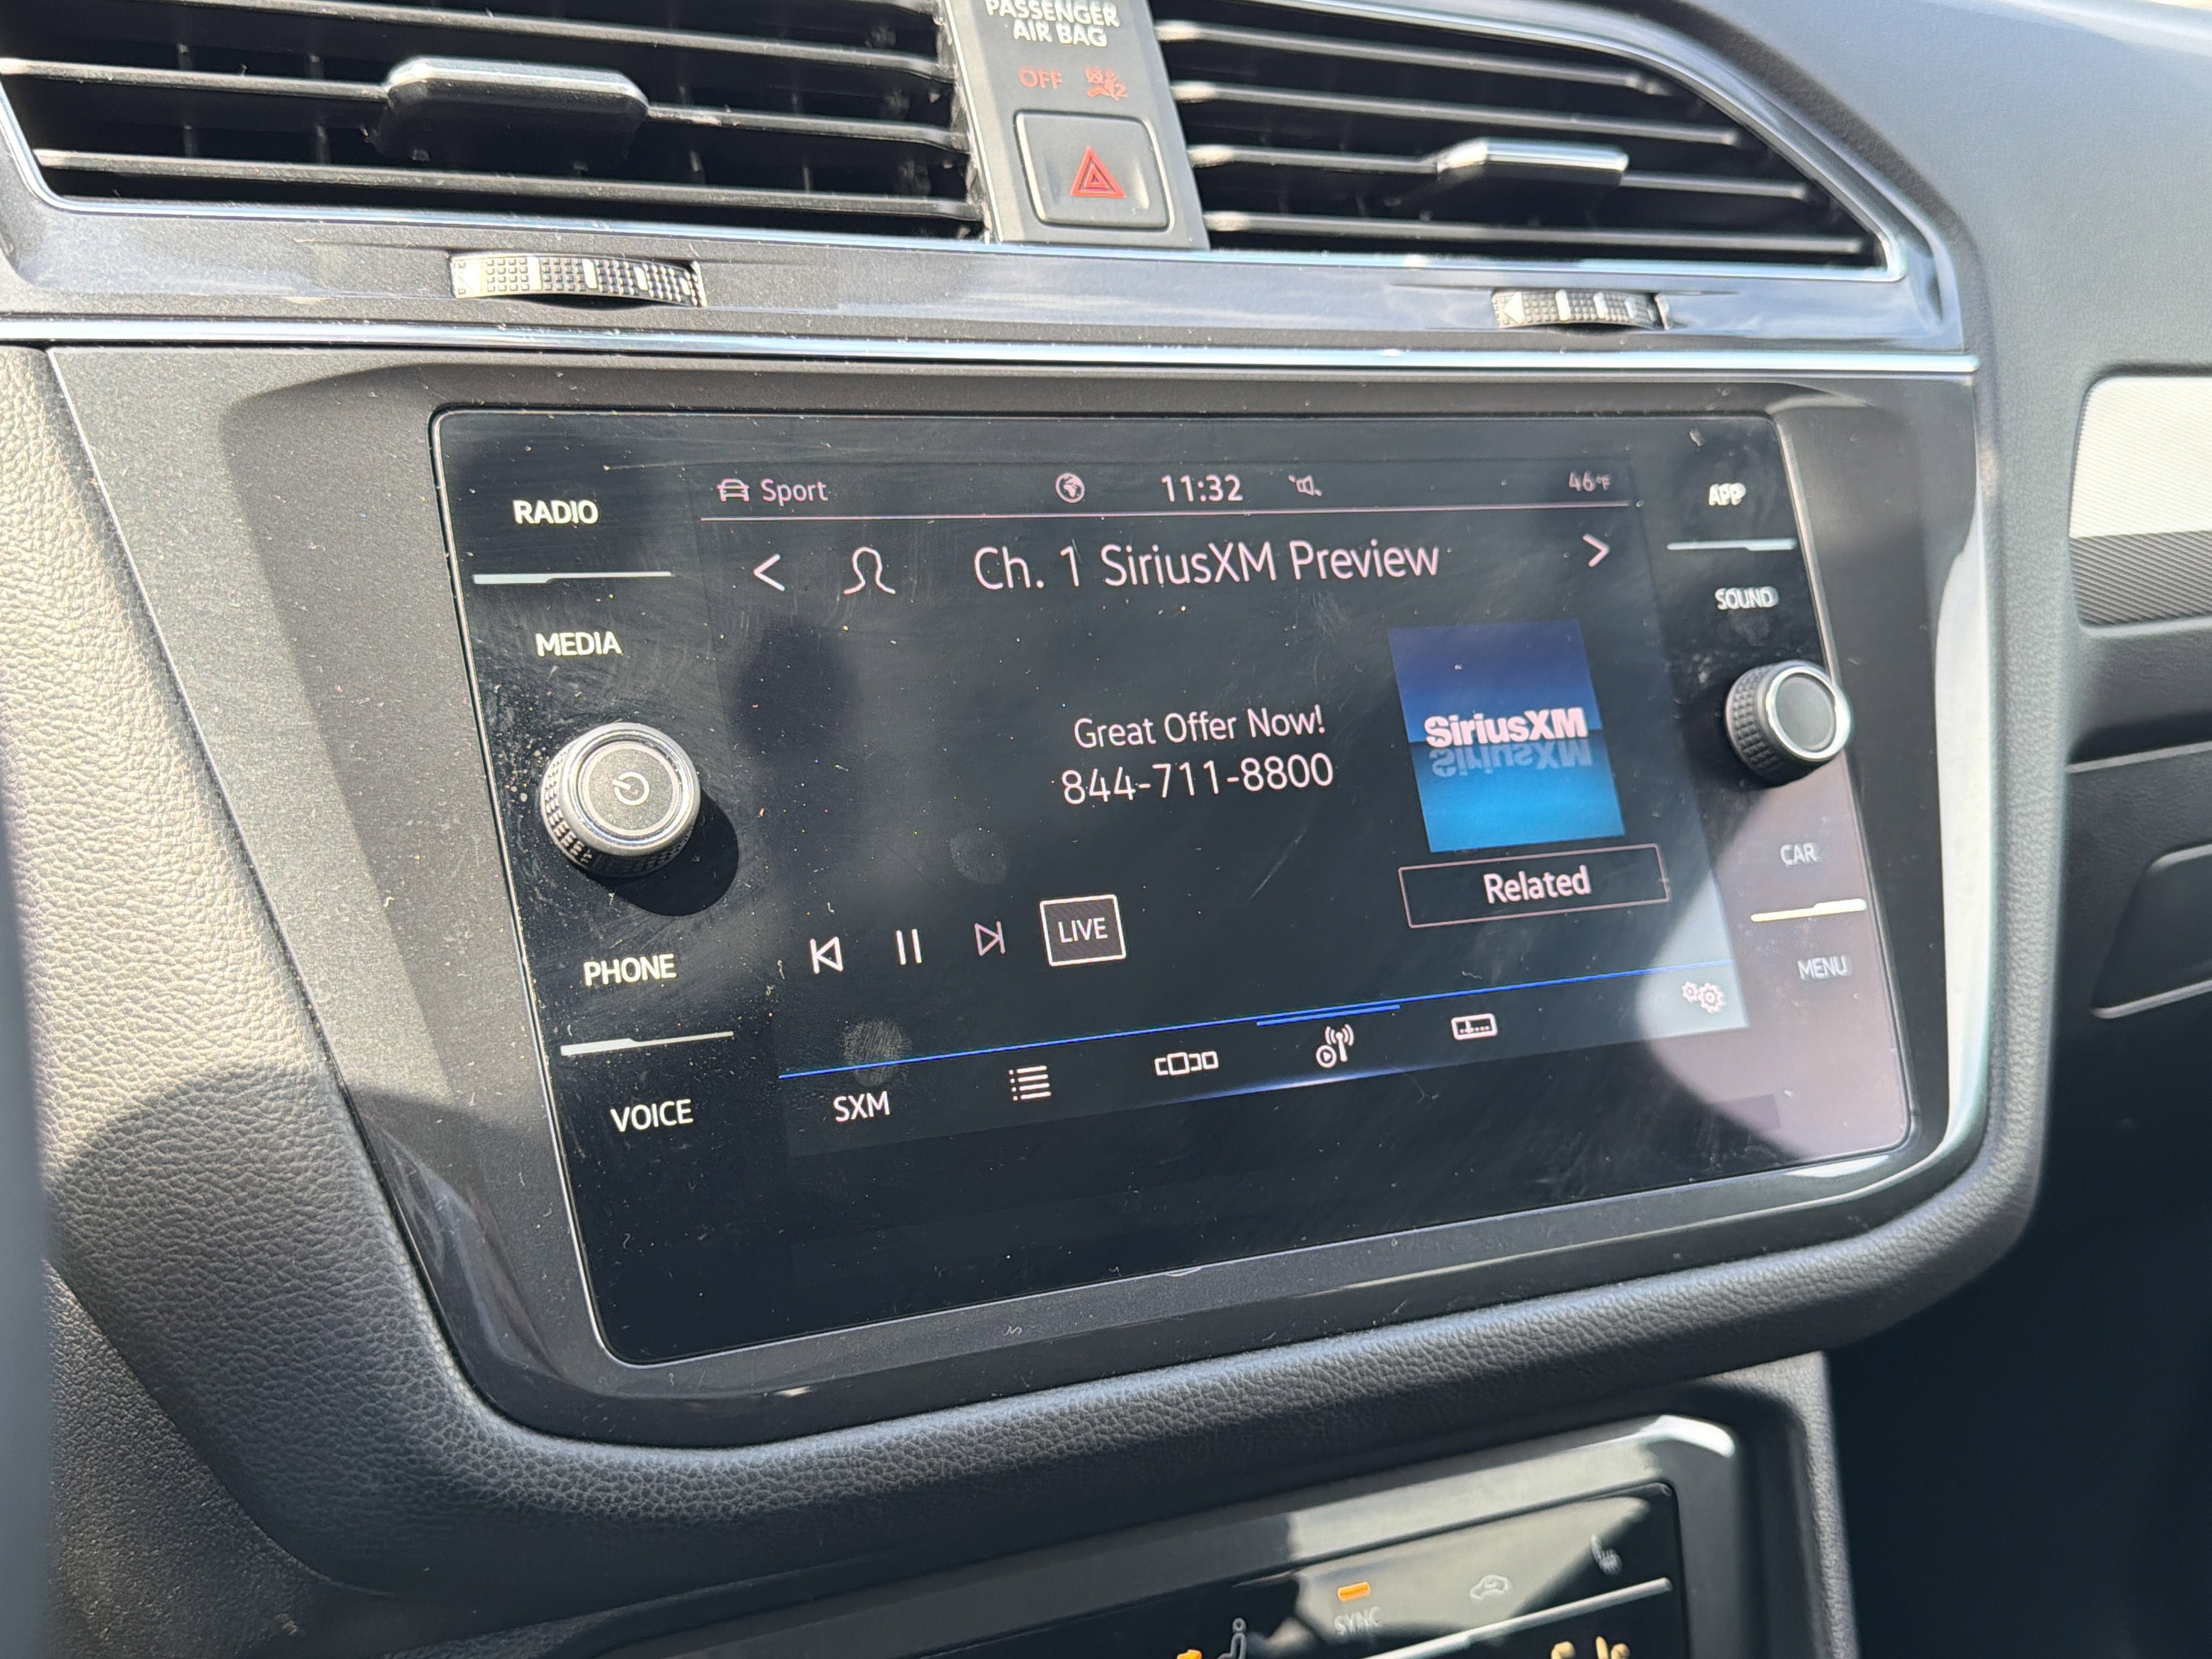 PASSENGER
AIR BAG
OFF
RADIO
MEDIA
PHONE
VOICE
Sport
11:32
46°F
Ch. 1 SiriusXM Preview
Great Offer Now!
844-711-8800
SiriusXM
SiriusXM
Related
LIVE
SXM
APP
SOUND
CAR
MENU
SYNC